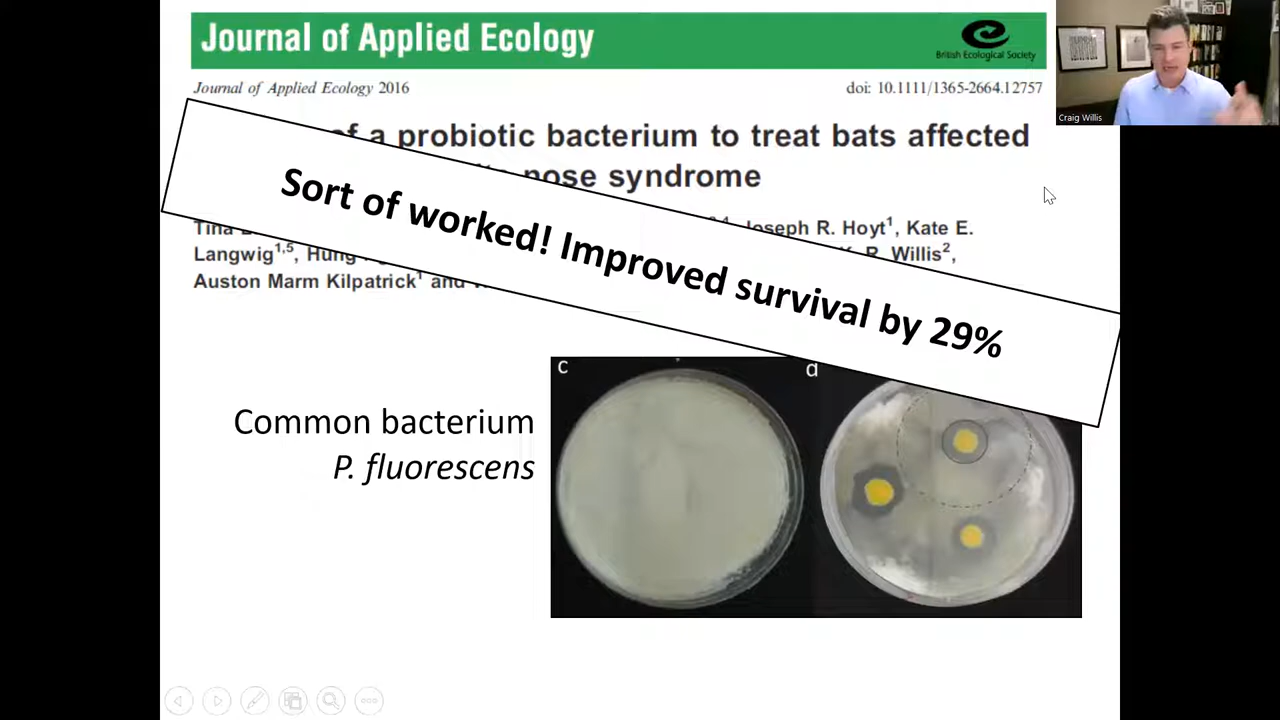 Journal of Applied Ecology
British Ecological Society
Journal of Applied Ecology 2016
doi: 10.1111/1365-2664.12757
of a probiotic bacterium to treat bats affected
nose syndrome
Sort of worked! Improved survival by 29%
Tina
Joseph R. Hoyt1, Kate E.
Langwig1,5,
R. Willis2,
Auston Marm Kilpatrick1 and
Common bacterium
P. fluorescens
c
d
Craig Willis